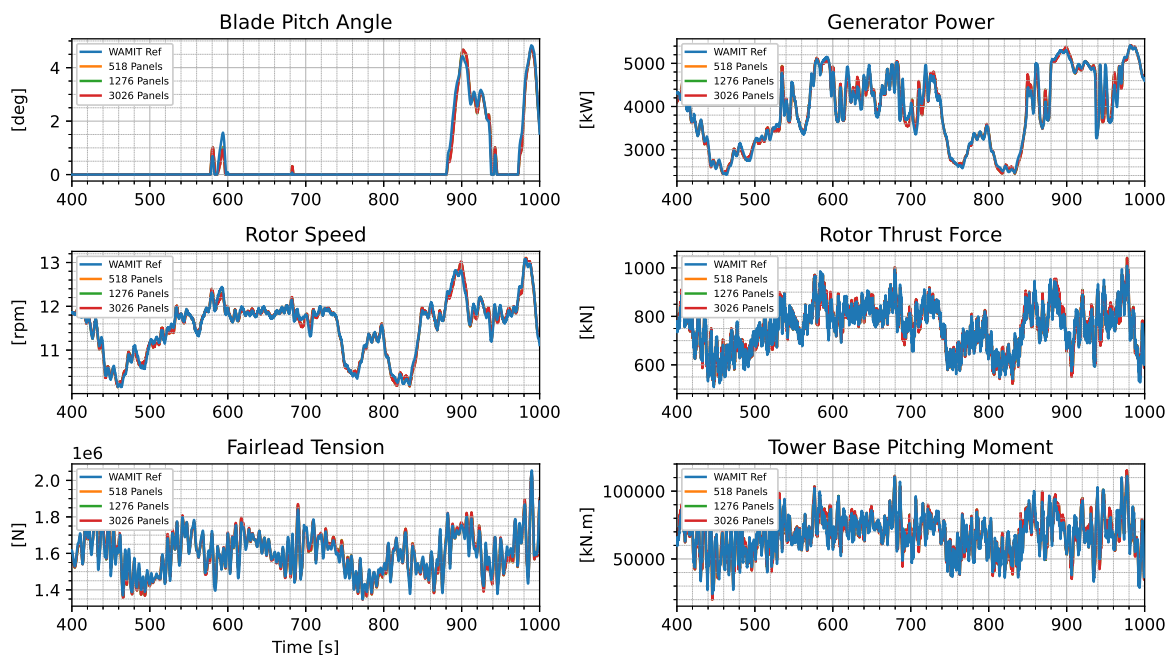 Blade Pitch Angle
[deg]
4
2
0
WAMIT Ref
518 Panels
1276 Panels
3026 Panels
400 500 600 700 800 900 1000
Generator Power
[kW]
5000
4000
3000
WAMIT Ref
518 Panels
1276 Panels
3026 Panels
400 500 600 700 800 900 1000
Rotor Speed
[rpm]
13
12
11
WAMIT Ref
518 Panels
1276 Panels
3026 Panels
400 500 600 700 800 900 1000
Rotor Thrust Force
[kN]
1000
800
600
WAMIT Ref
518 Panels
1276 Panels
3026 Panels
400 500 600 700 800 900 1000
Fairlead Tension
1e6
[N]
2.0
1.8
1.6
1.4
WAMIT Ref
518 Panels
1276 Panels
3026 Panels
400 500 600 700 800 900 1000
Time [s]
Tower Base Pitching Moment
[kN.m]
100000
50000
WAMIT Ref
518 Panels
1276 Panels
3026 Panels
400 500 600 700 800 900 1000